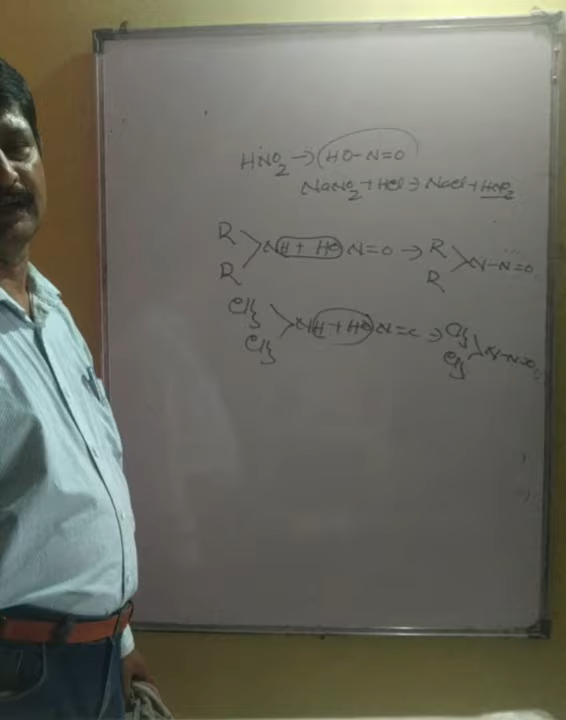 HNO2 → (HO-N=O
NaNO2 + HCl → NaCl + HNO2
R R >NH + HO N=O → R R >N-N=O
CH3 CH3 >NH + HO N=O → CH3 CH3 >N-N=O